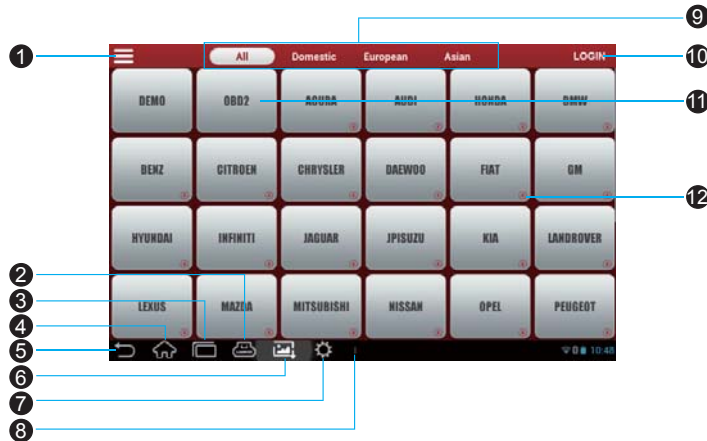 9
1 All Domestic European Asian LOGIN 10
DEMO OBD2 ACURA AUDI HONDA BMW 11
BENZ CITROEN CHRYSLER DAEWOO FIAT GM
12
HYUNDAI INFINITI JAGUAR JPISUZU KIA LANDROVER
2
3 LEXUS MAZDA MITSUBISHI NISSAN OPEL PEUGEOT
4
5 10:48
6
7
8